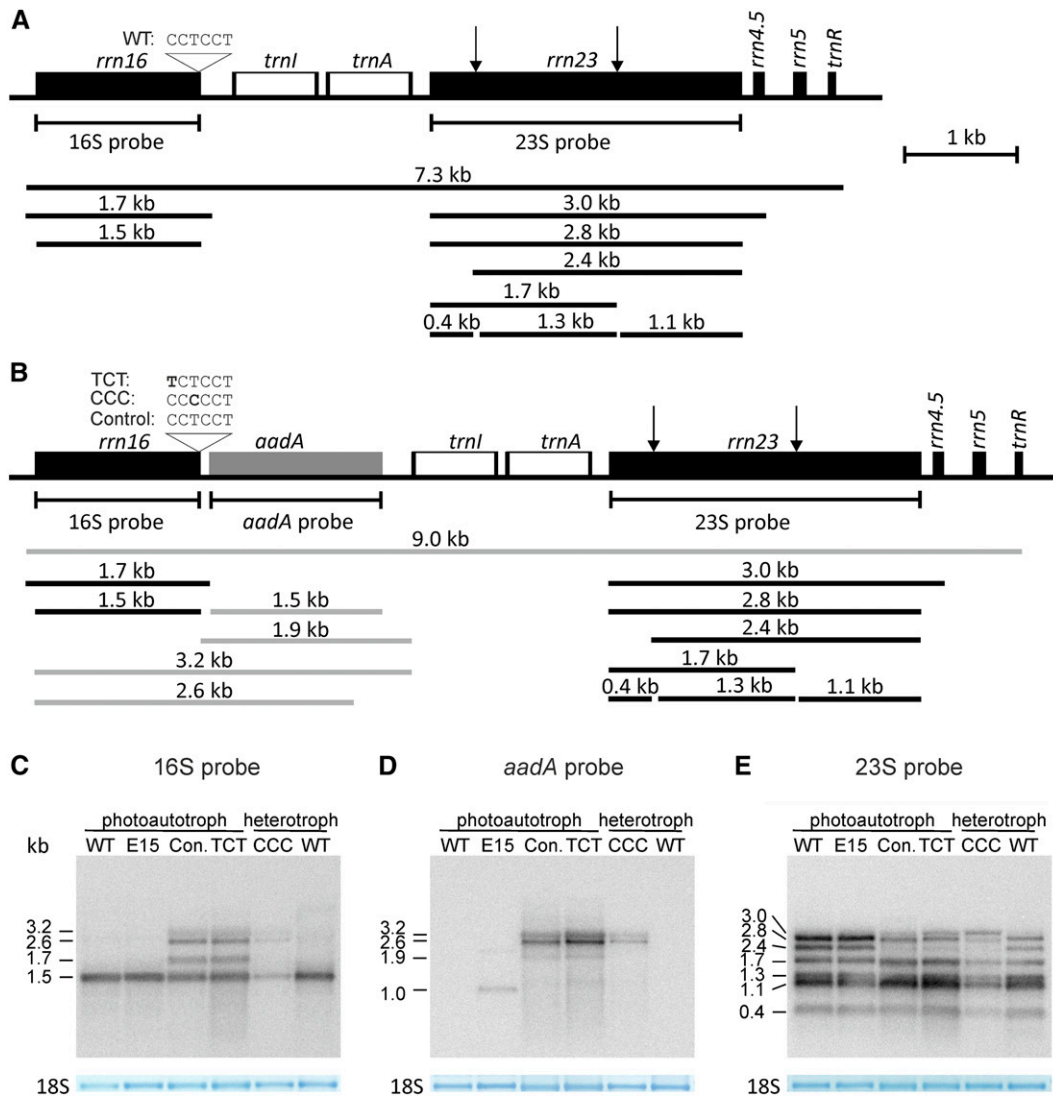 A
WT: CCTCCT
rrn16 trnI trnA rrn23 rrn4.5 rrn5 trnR
16S probe 23S probe 1 kb
7.3 kb
1.7 kb 3.0 kb
1.5 kb 2.8 kb
2.4 kb
1.7 kb
0.4 kb 1.3 kb 1.1 kb
B
TCT: TCTCCT
CCC: CCCCCT
Control: CCTCCT
rrn16 aadA trnI trnA rrn23 rrn4.5 rrn5 trnR
16S probe aadA probe 23S probe
9.0 kb
1.7 kb 3.0 kb
1.5 kb 1.5 kb 2.8 kb
1.9 kb 2.4 kb
3.2 kb 1.7 kb
2.6 kb 0.4 kb 1.3 kb 1.1 kb
C 16S probe
photoautotroph heterotroph
kb WT E15 Con. TCT CCC WT
3.2
2.6
1.7
1.5
18S
D aadA probe
photoautotroph heterotroph
WT E15 Con. TCT CCC WT
3.2
2.6
1.9
1.0
18S
E 23S probe
photoautotroph heterotroph
WT E15 Con. TCT CCC WT
3.0
2.8
2.4
1.7
1.3
1.1
0.4
18S